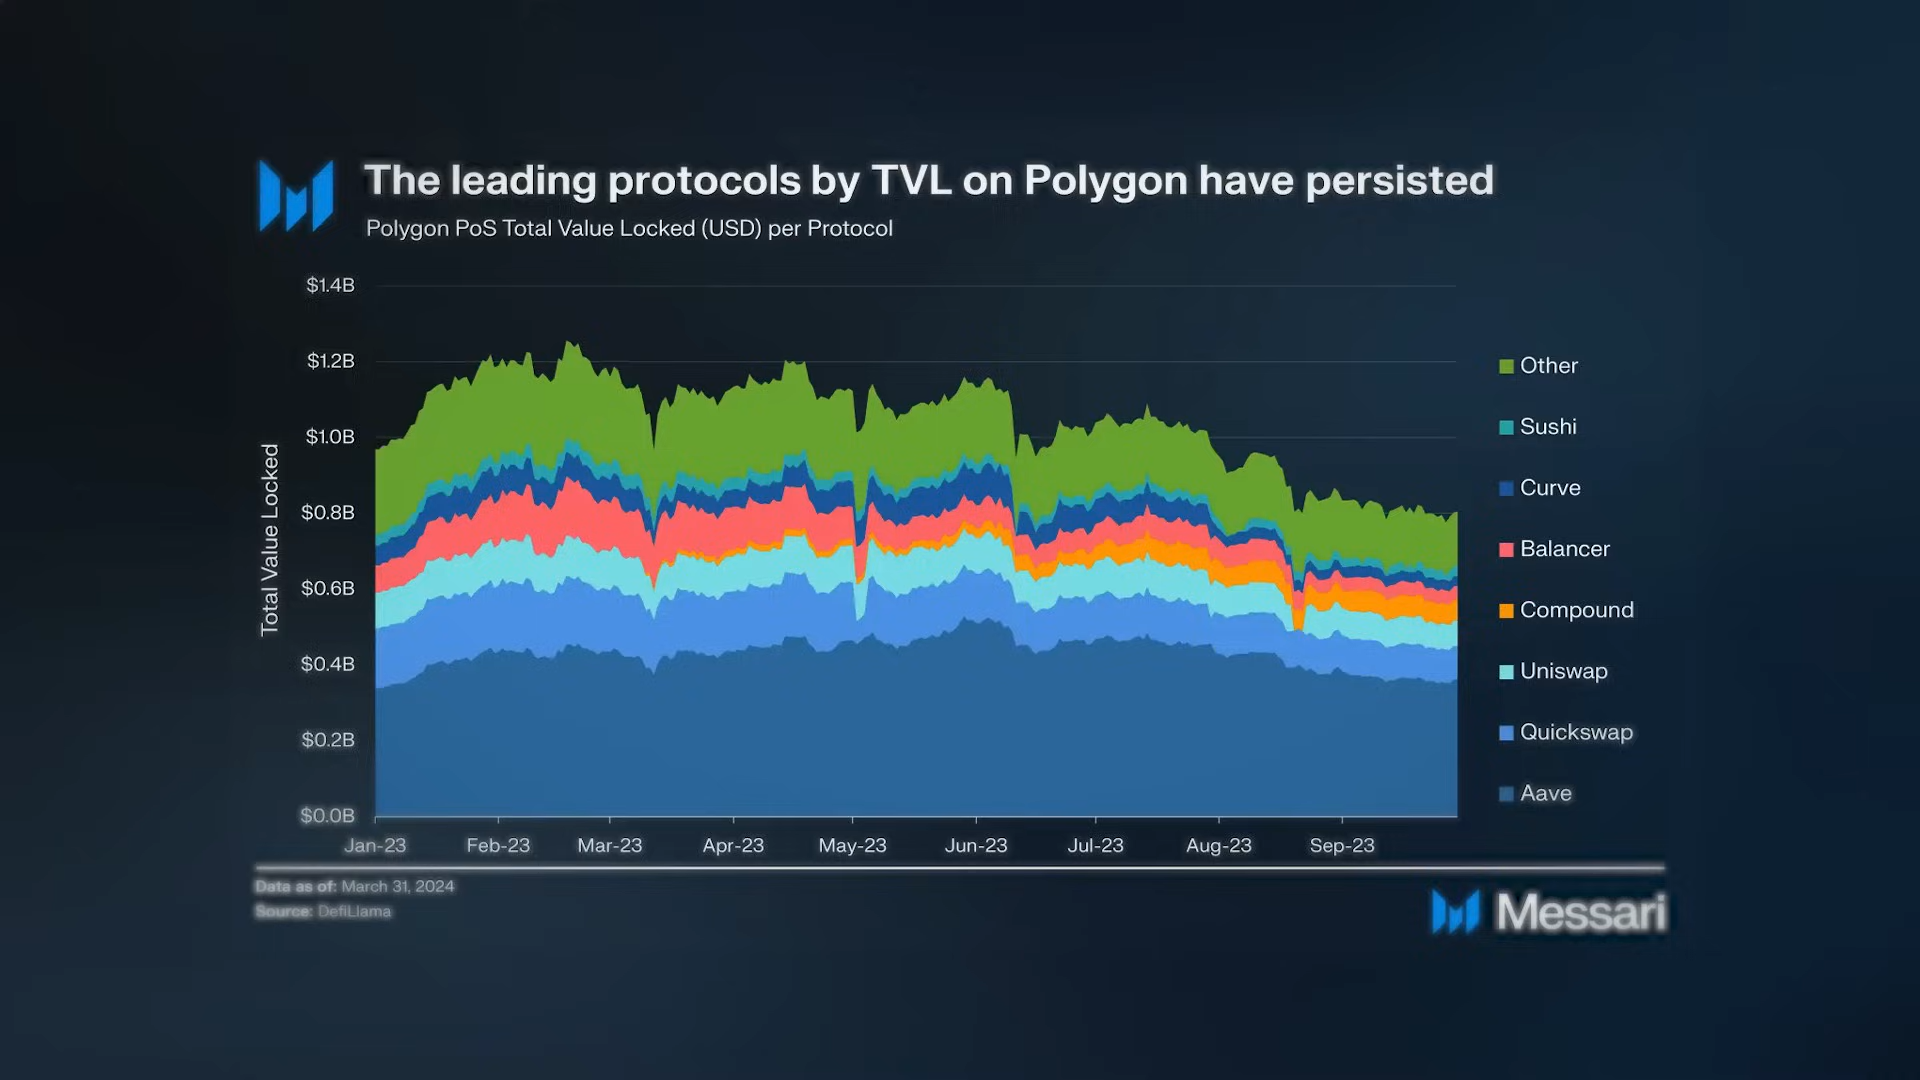 The leading protocols by TVL on Polygon have persisted
Polygon PoS Total Value Locked (USD) per Protocol
Total Value Locked
$1.4B
$1.2B
$1.0B
$0.8B
$0.6B
$0.4B
$0.2B
$0.0B
Jan-23 Feb-23 Mar-23 Apr-23 May-23 Jun-23 Jul-23 Aug-23 Sep-23
Other
Sushi
Curve
Balancer
Compound
Uniswap
Quickswap
Aave
Data as of: March 31, 2024
Source: DefiLlama
Messari